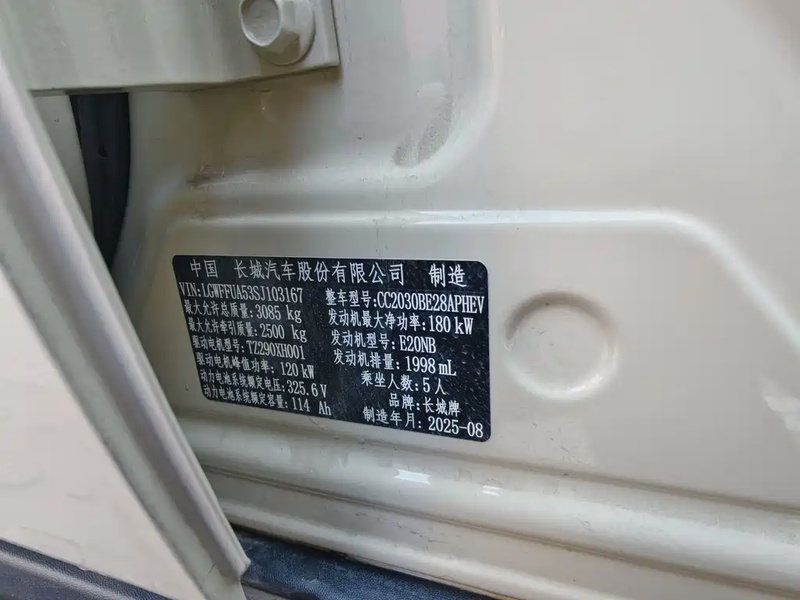 中国 长城汽车股份有限公司 制造
VIN:LGWFFUA53SJ103167 整车型号:CC2030BE28APHEV
最大允许总质量:3085 kg 发动机最大净功率:180 kW
最大允许牵引质量:2500 kg 发动机型号:E20NB
驱动电机型号:TZ290XH001 发动机排量:1998 mL
驱动电机峰值功率:120 kW 乘坐人数:5人
动力电池系统额定电压:325.6 V 品牌:长城牌
动力电池系统额定容量:114 Ah 制造年月:2025-08